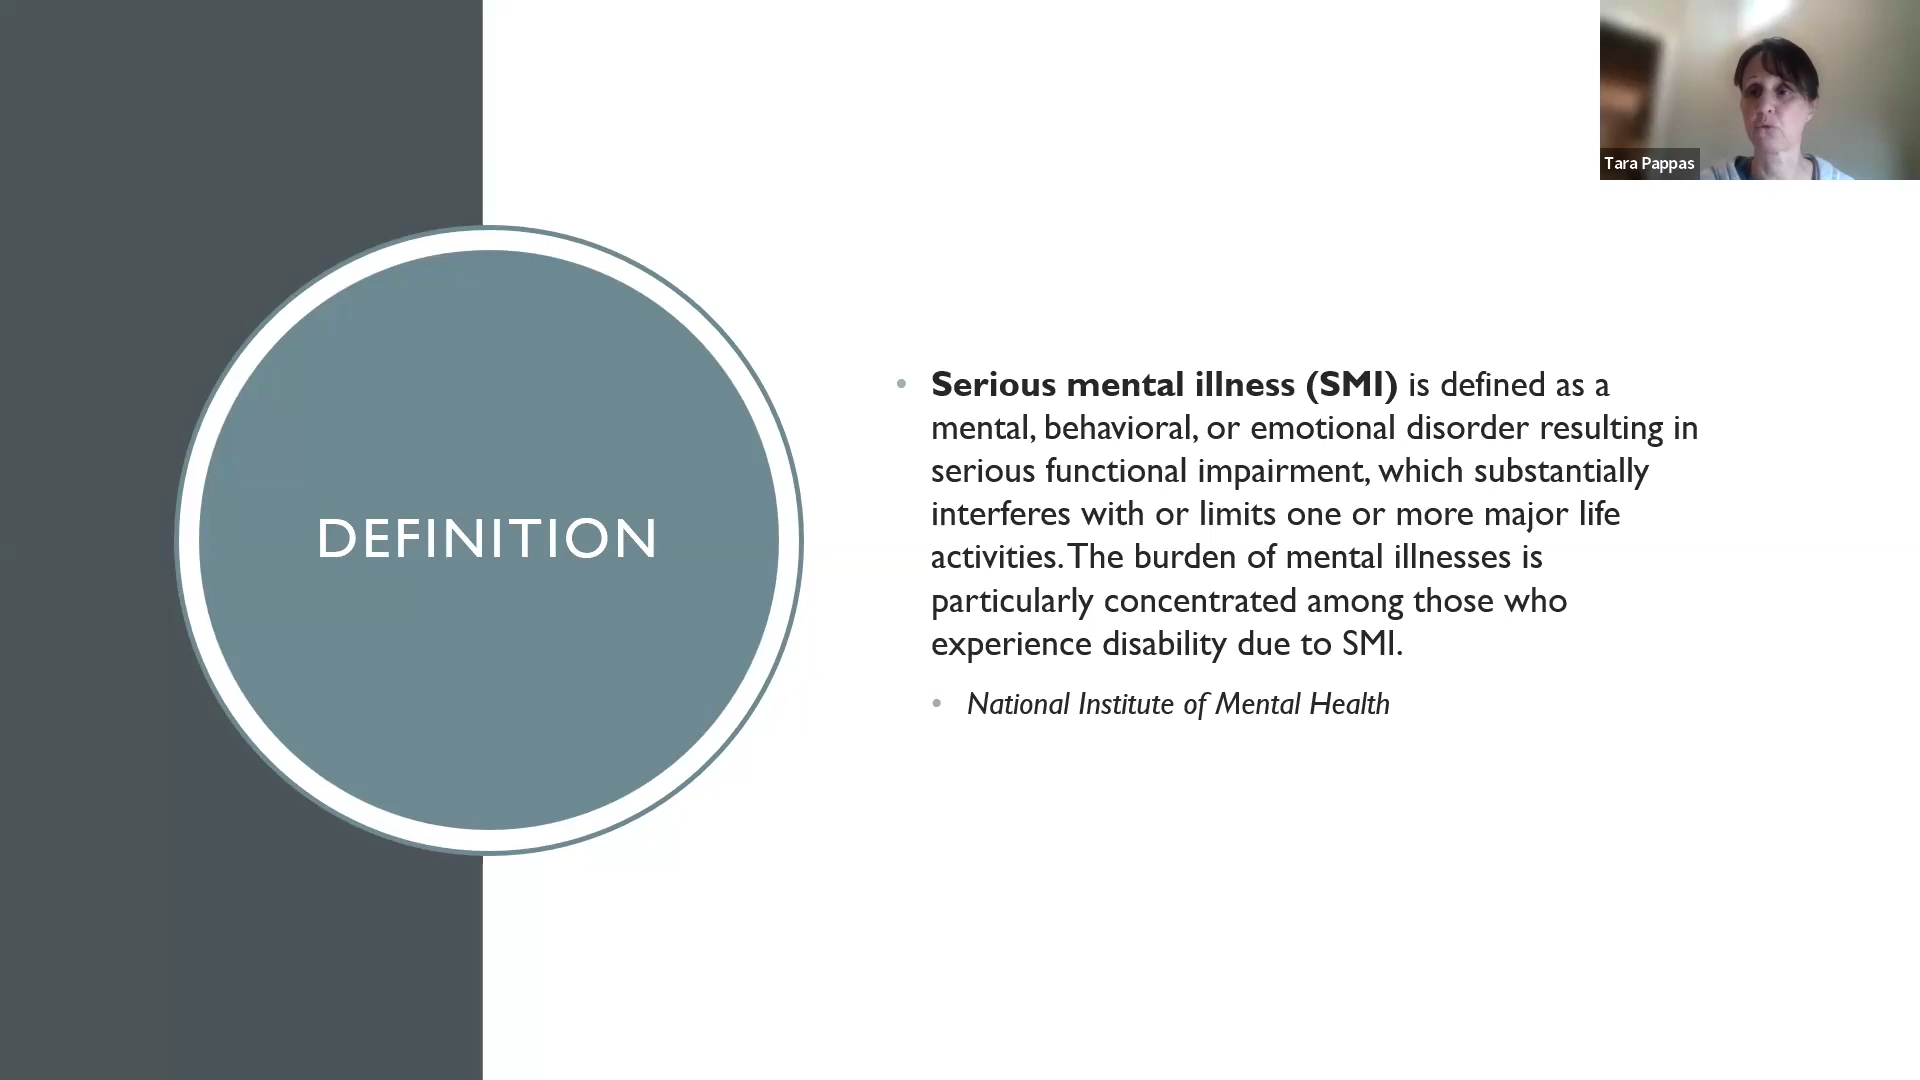 Tara Pappas
DEFINITION
• Serious mental illness (SMI) is defined as a
mental, behavioral, or emotional disorder resulting in
serious functional impairment, which substantially
interferes with or limits one or more major life
activities. The burden of mental illnesses is
particularly concentrated among those who
experience disability due to SMI.
• National Institute of Mental Health